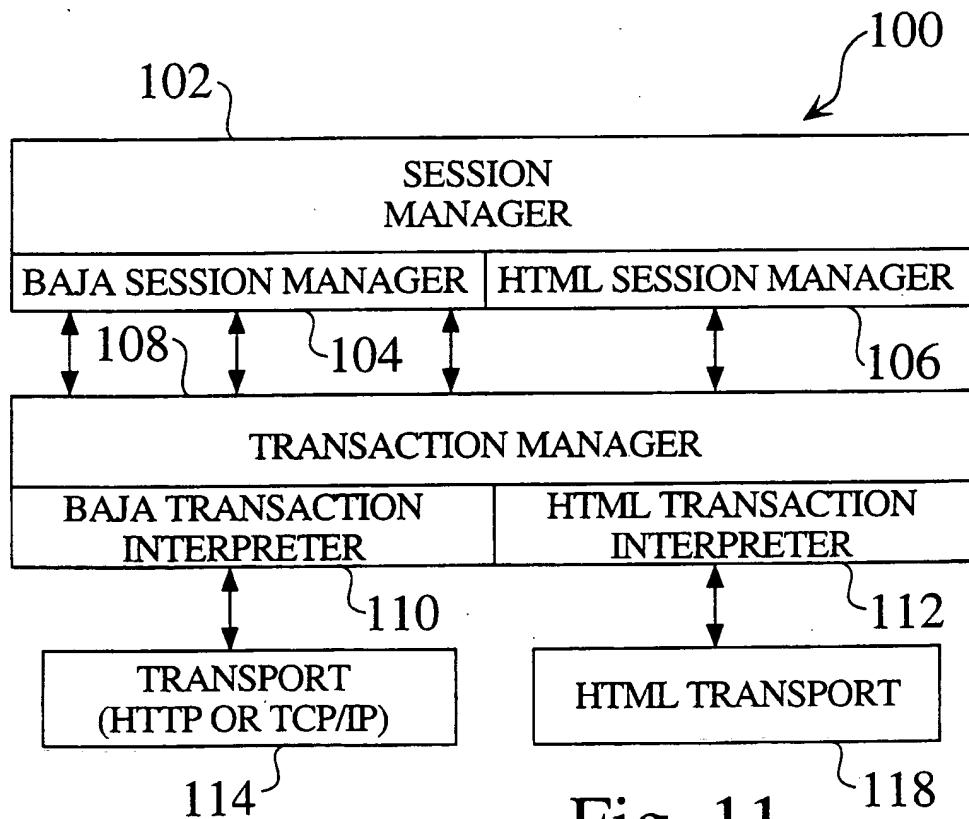 100
102
SESSION
MANAGER
BAJA SESSION MANAGER
HTML SESSION MANAGER
108
104
106
TRANSACTION MANAGER
BAJA TRANSACTION
INTERPRETER
HTML TRANSACTION
INTERPRETER
110
112
TRANSPORT
(HTTP OR TCP/IP)
HTML TRANSPORT
114
Fig. 11
118